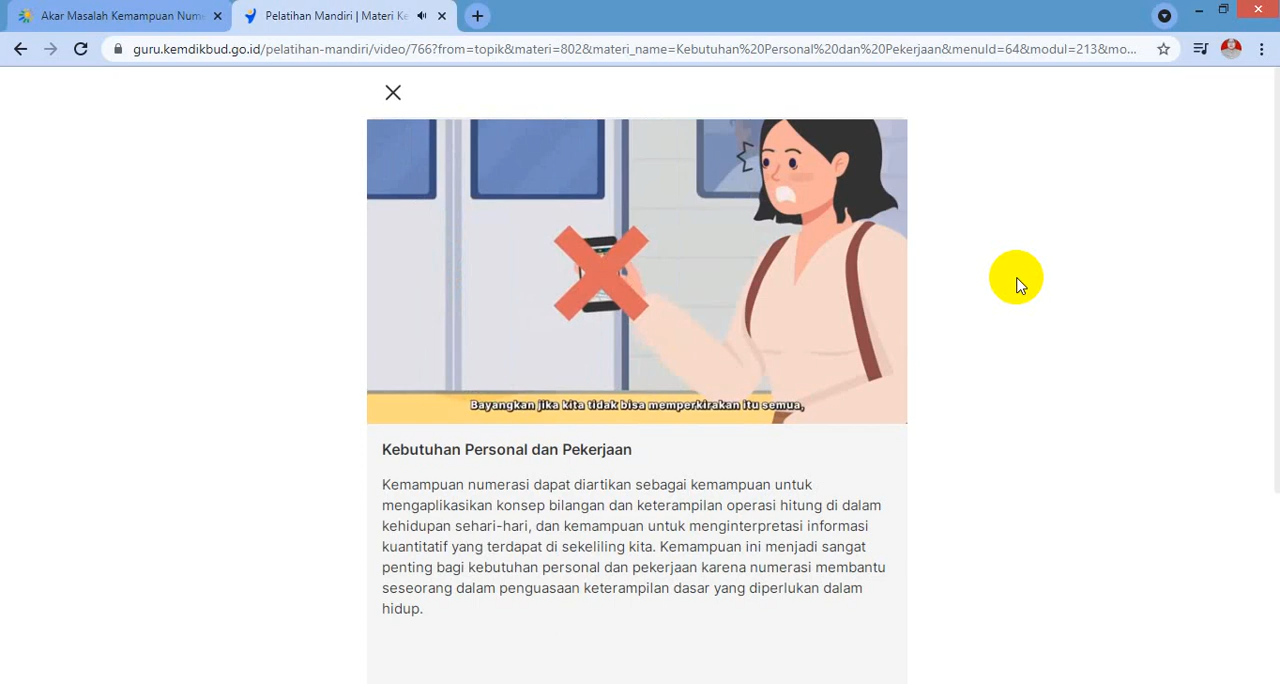 Akar Masalah Kemampuan Nume
Pelatihan Mandiri | Materi Ke
guru.kemdikbud.go.id/pelatihan-mandiri/video/766?from=topik&materi=802&materi_name=Kebutuhan%20Personal%20dan%20Pekerjaan&menuId=64&modul=213&mo...
Bayangkan jika kita tidak bisa memperkirakan itu semua,
Kebutuhan Personal dan Pekerjaan
Kemampuan numerasi dapat diartikan sebagai kemampuan untuk
mengaplikasikan konsep bilangan dan keterampilan operasi hitung di dalam
kehidupan sehari-hari, dan kemampuan untuk menginterpretasi informasi
kuantitatif yang terdapat di sekeliling kita. Kemampuan ini menjadi sangat
penting bagi kebutuhan personal dan pekerjaan karena numerasi membantu
seseorang dalam penguasaan keterampilan dasar yang diperlukan dalam
hidup.